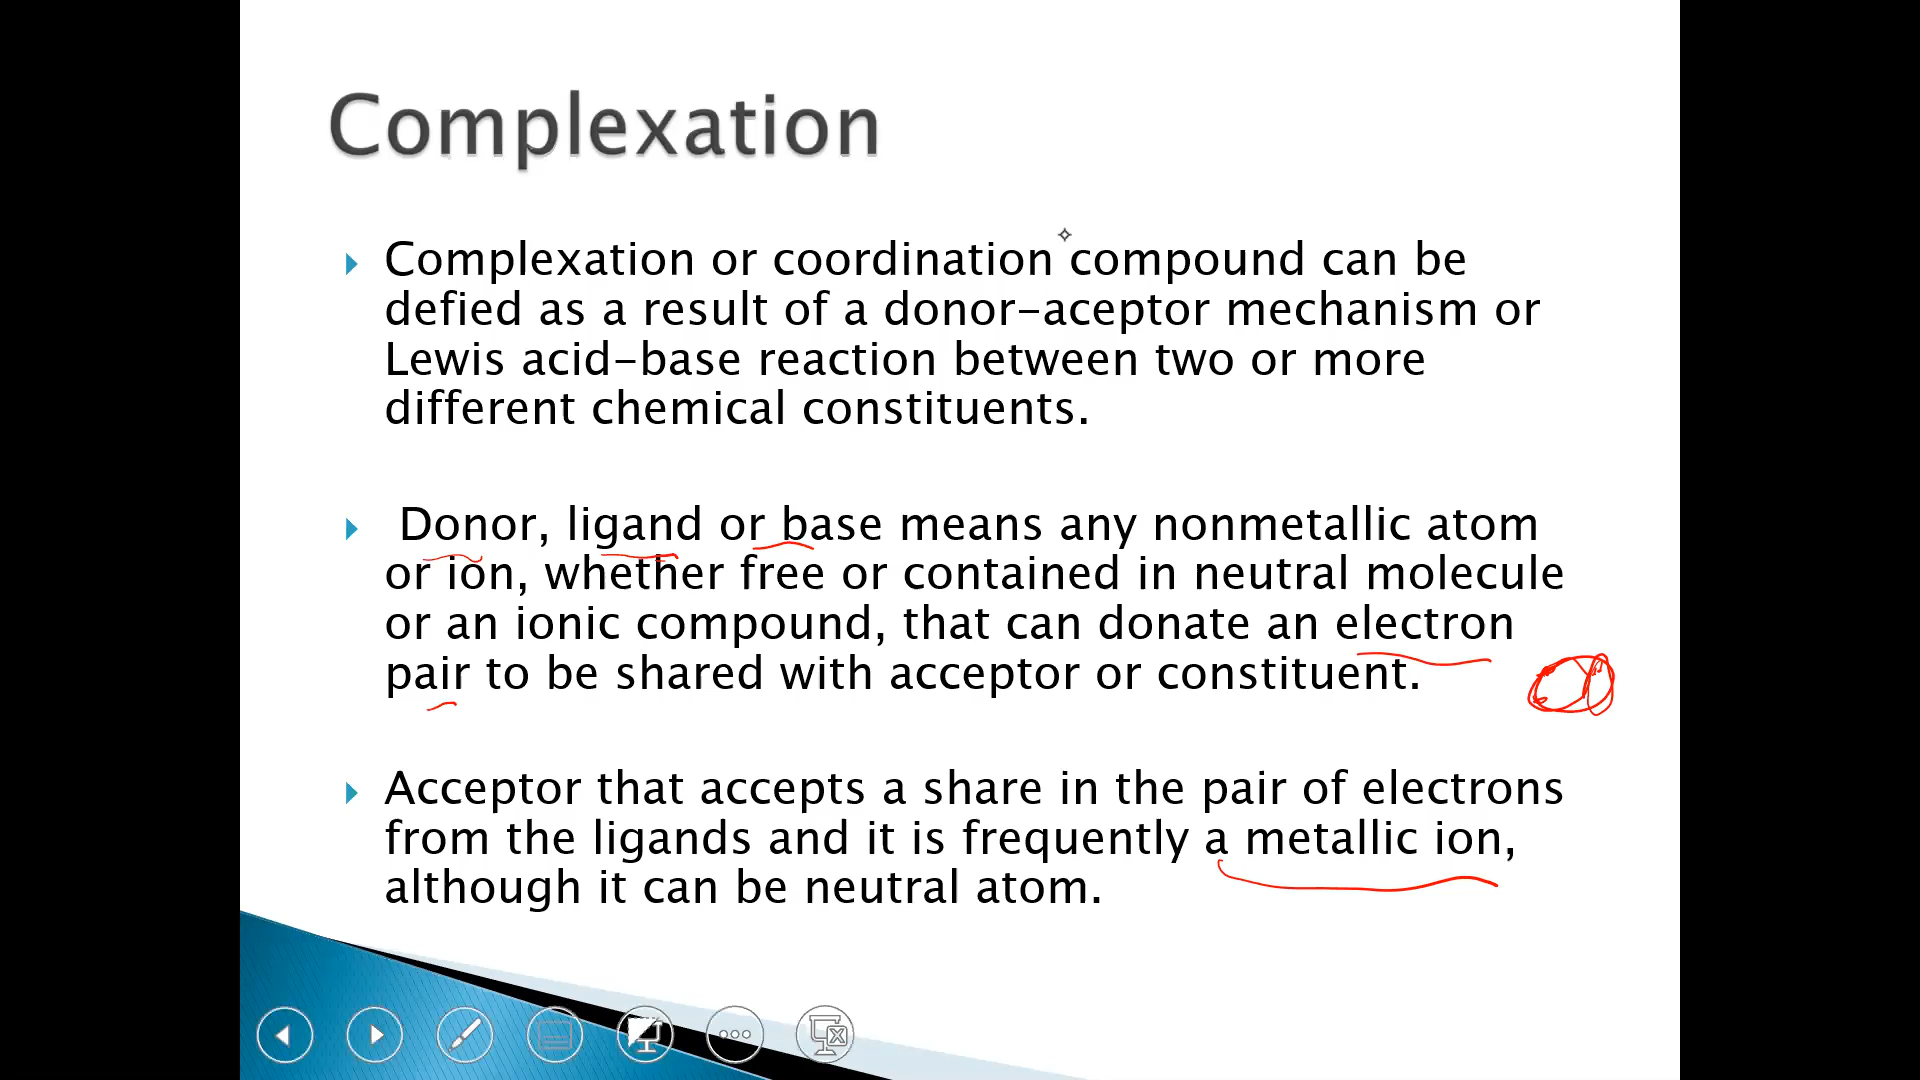 Complexation
Complexation or coordination compound can be
defied as a result of a donor-aceptor mechanism or
Lewis acid-base reaction between two or more
different chemical constituents.
Donor, ligand or base means any nonmetallic atom
or ion, whether free or contained in neutral molecule
or an ionic compound, that can donate an electron
pair to be shared with acceptor or constituent.
Acceptor that accepts a share in the pair of electrons
from the ligands and it is frequently a metallic ion,
although it can be neutral atom.